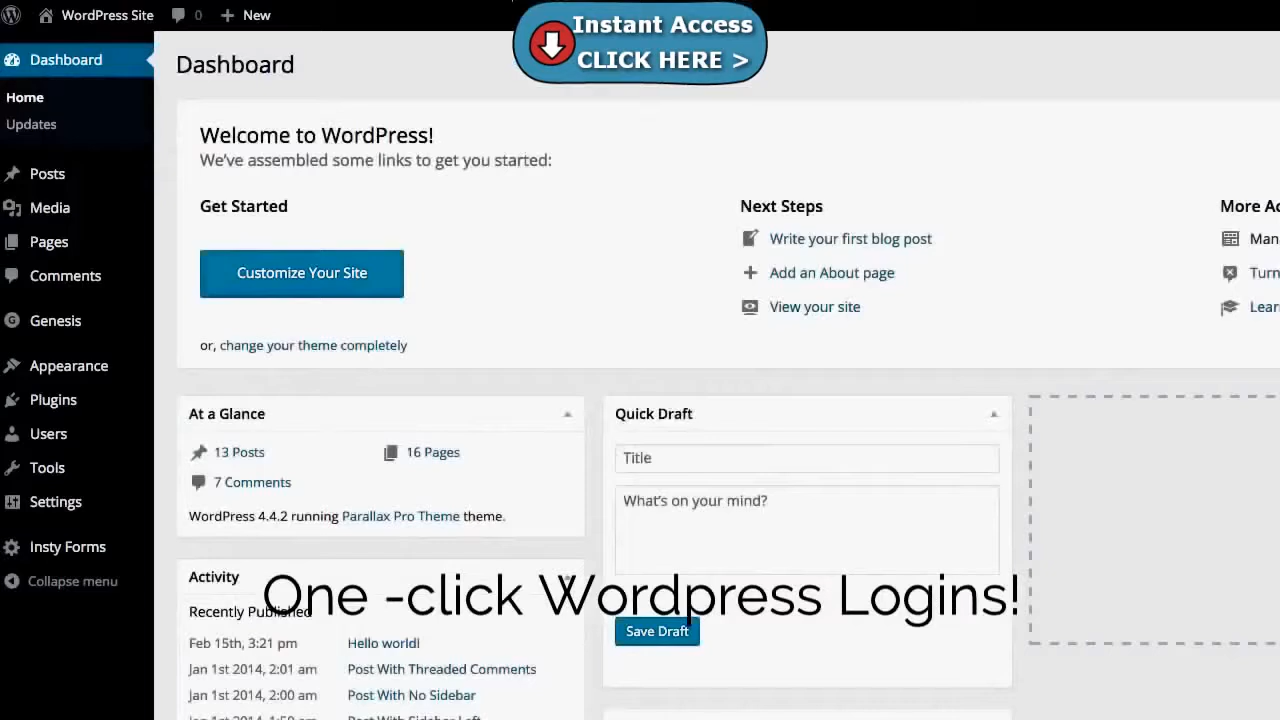 WordPress Site 0 New
Instant Access
CLICK HERE >
Dashboard
Home
Updates
Posts
Media
Pages
Comments
Genesis
Appearance
Plugins
Users
Tools
Settings
Insty Forms
Collapse menu
Dashboard
Welcome to WordPress!
We've assembled some links to get you started:
Get Started
Customize Your Site
or, change your theme completely
Next Steps
Write your first blog post
Add an About page
View your site
More Ac
Man
Turn
Lear
At a Glance
13 Posts 16 Pages
7 Comments
WordPress 4.4.2 running Parallax Pro Theme theme.
Quick Draft
Title
What's on your mind?
Save Draft
Activity
One -click Wordpress Logins!
Recently Published
Feb 15th, 3:21 pm Hello world!
Jan 1st 2014, 2:01 am Post With Threaded Comments
Jan 1st 2014, 2:00 am Post With No Sidebar